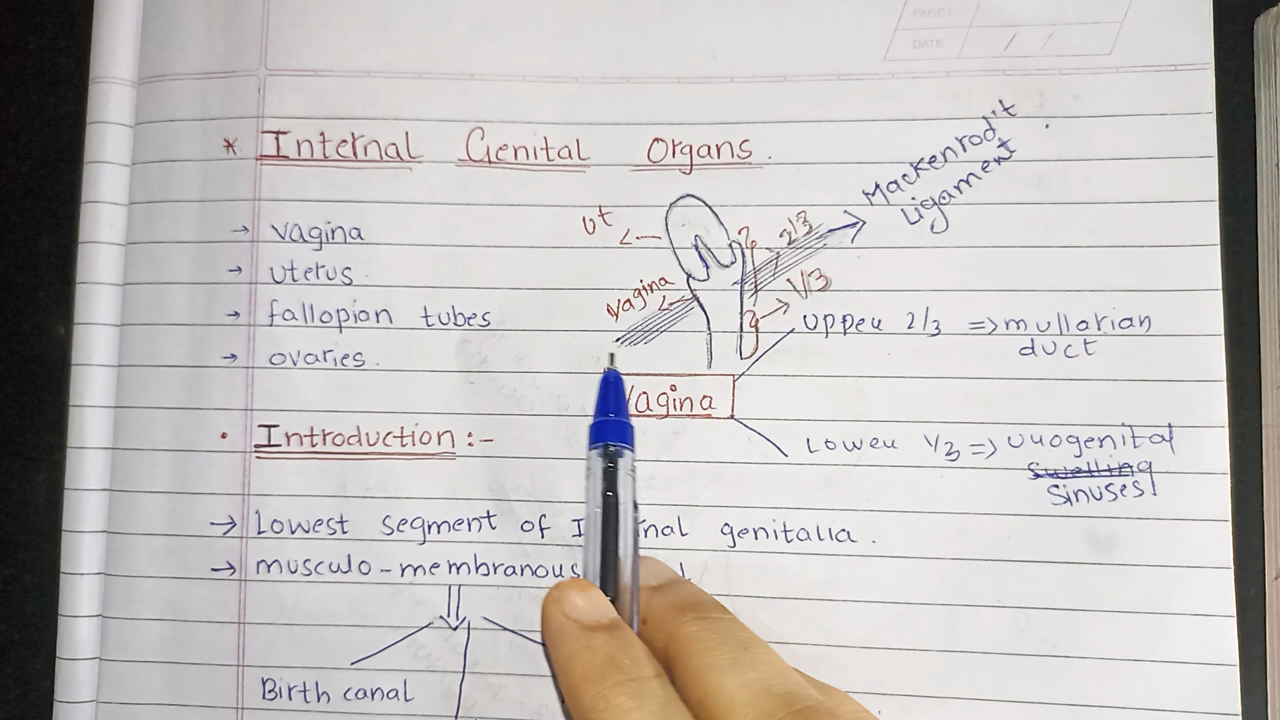 PAGE:
DATE: / /
* Internal Genital Organs.
Mackenrod't
Ligament
→ vagina
ut
2/3
→ uterus.
vagina
1/3
→ fallopian tubes
→ ovaries.
upper 2/3 => mullarian
duct
Vagina
• Introduction :-
Lower 1/3 => urogenital
Swelling
Sinuses
→ Lowest segment of genitalia.
→ musculo-membranous
Birth canal